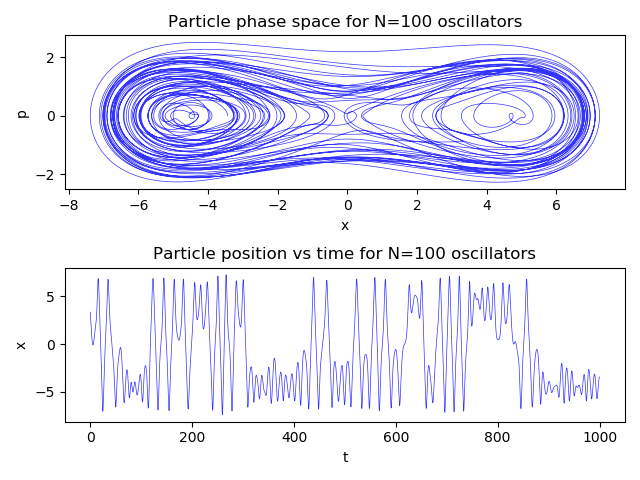 Particle phase space for N=100 oscillators
2
0
−2
p
−8 −6 −4 −2 0 2 4 6
x
Particle position vs time for N=100 oscillators
5
0
−5
x
0 200 400 600 800 1000
t